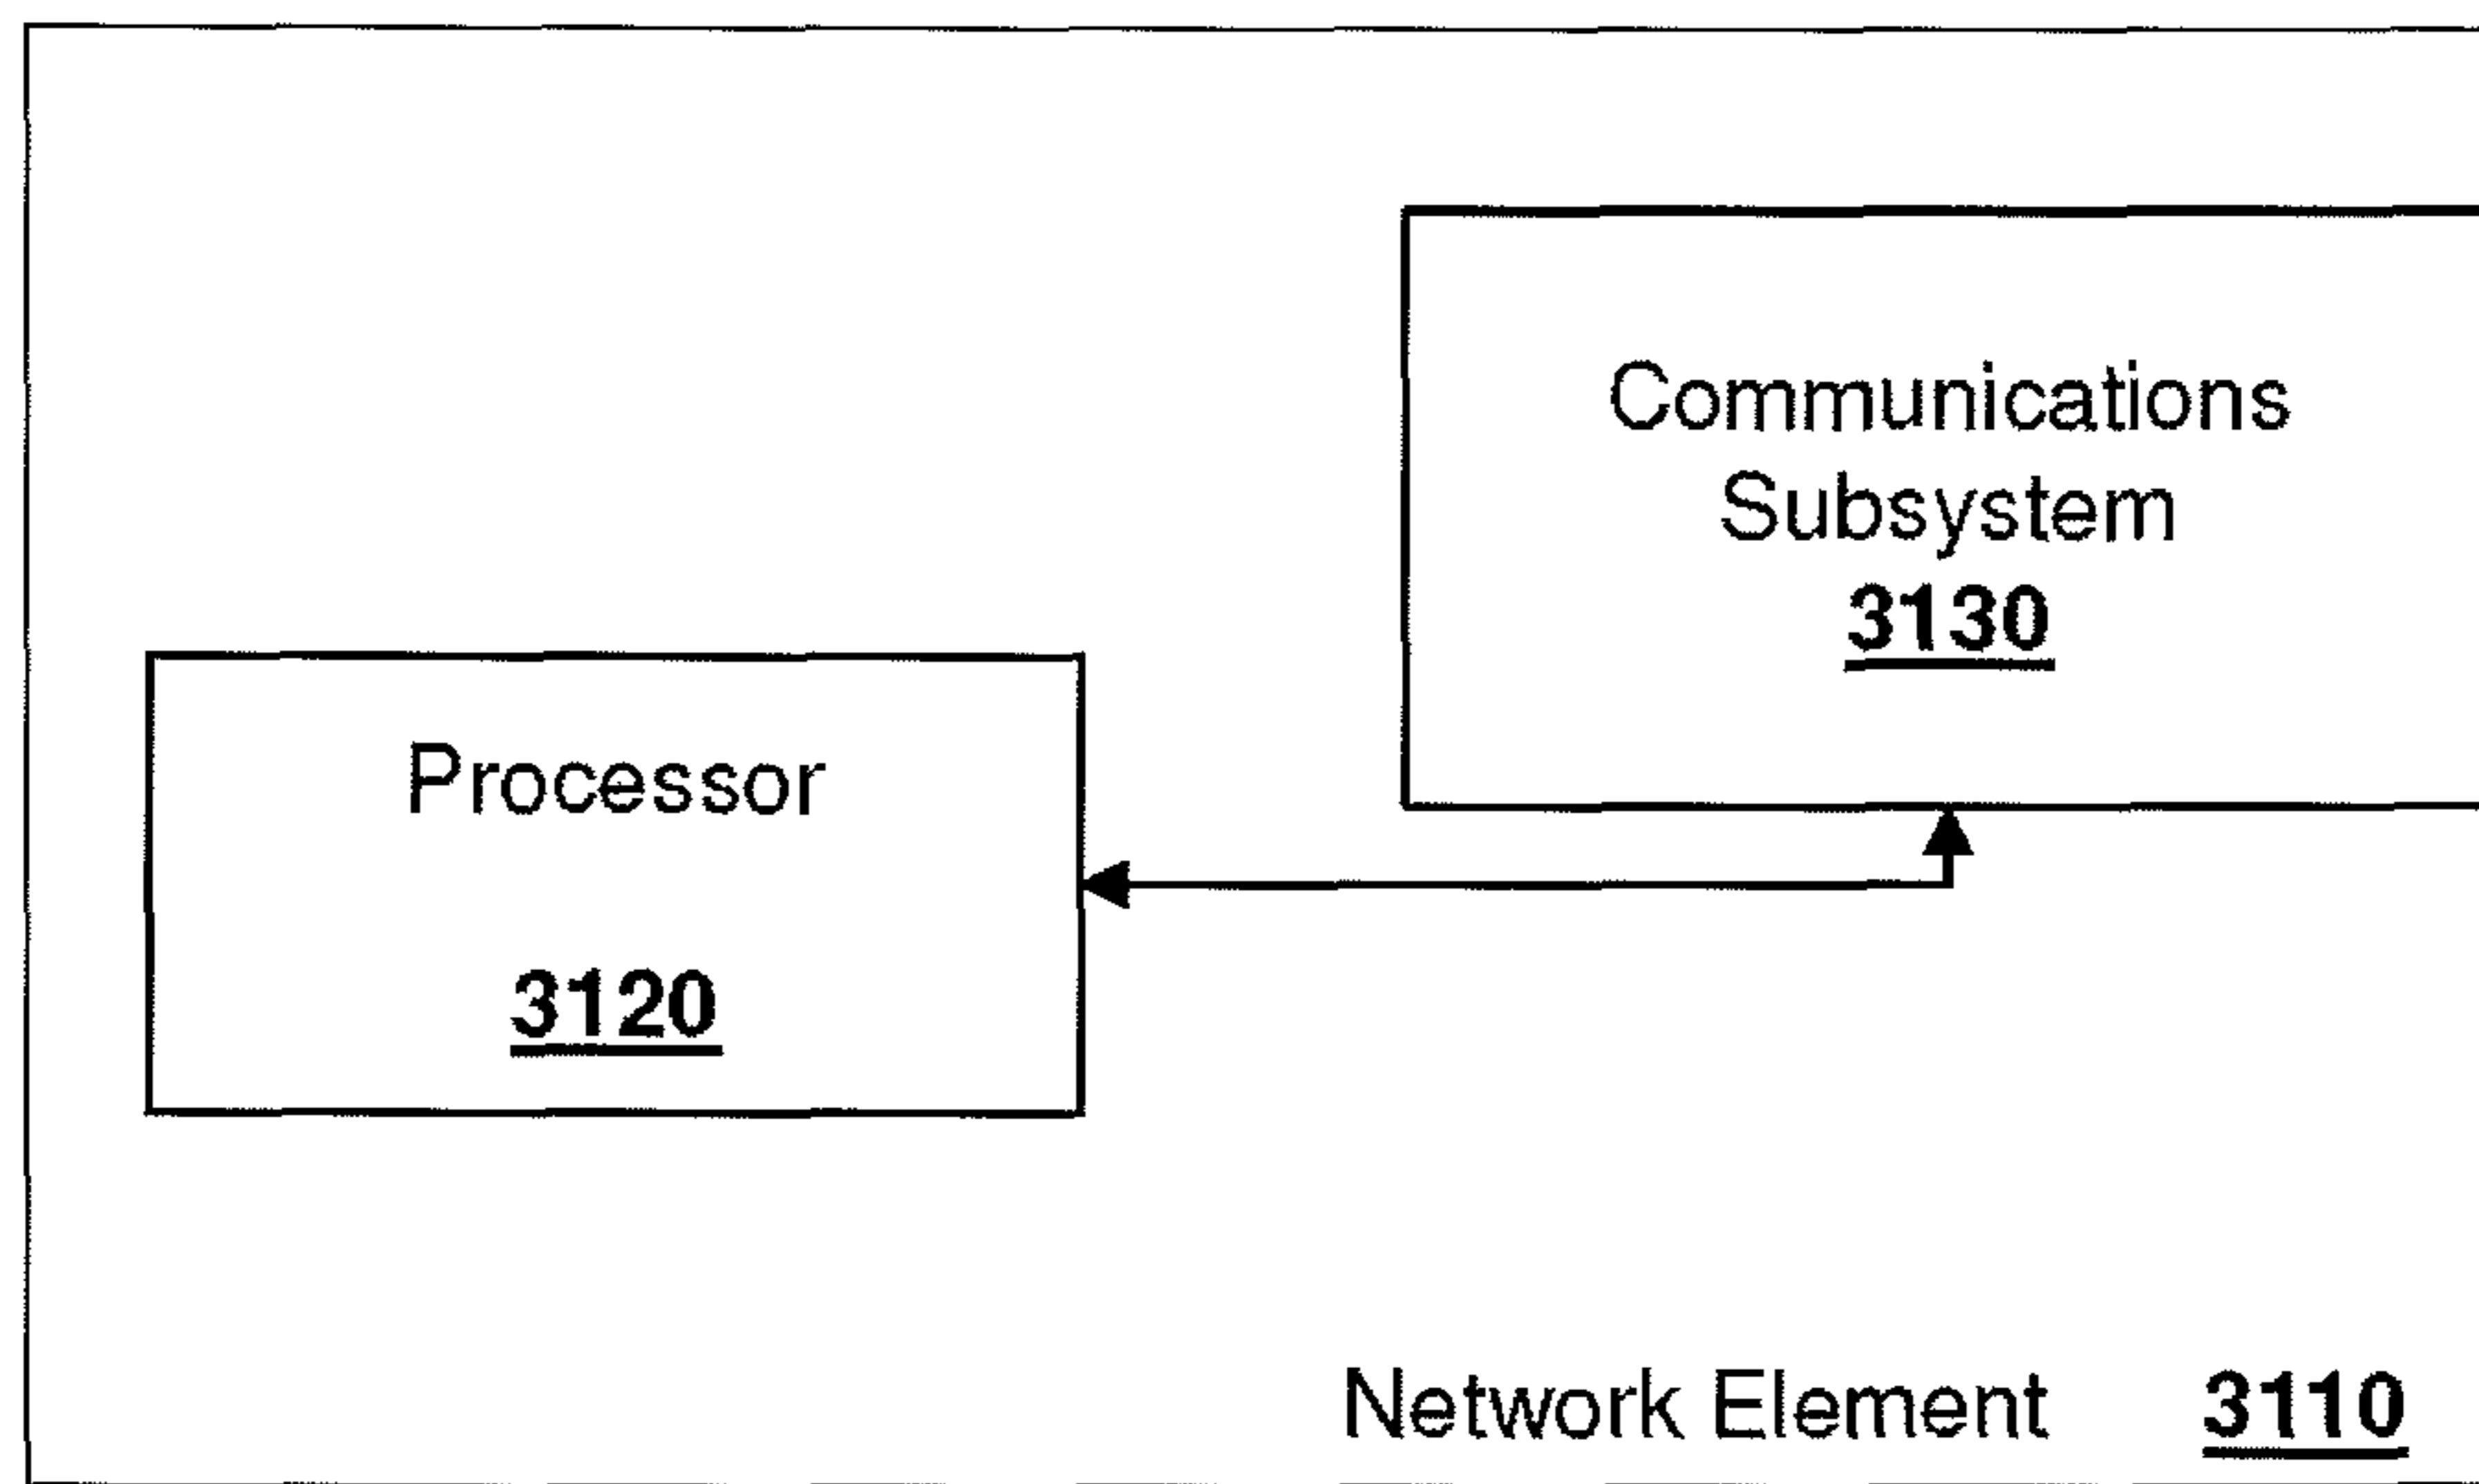 Communications
Subsystem
3130
Processor
3120
Network Element 3110